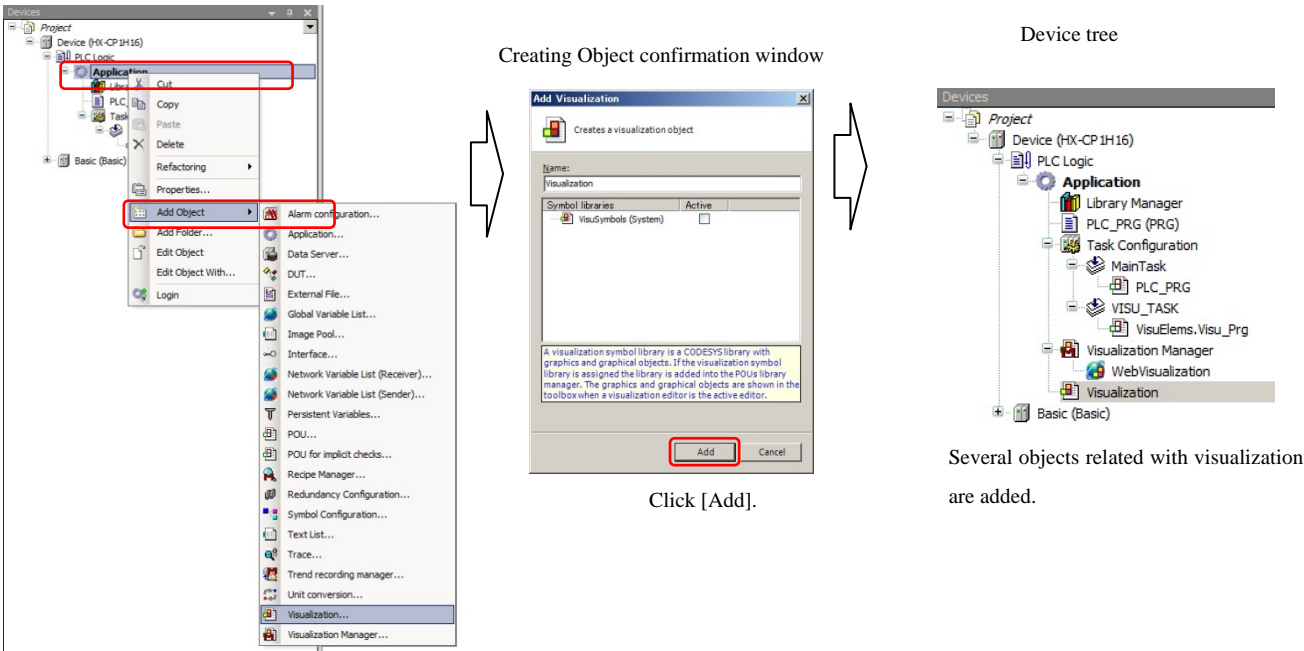 Devices
Project
Device (HX-CP1H16)
PLC Logic
Application
PLC_
Task
Basic (Basic)
Cut
Copy
Paste
Delete
Refactoring
Properties...
Add Object
Add Folder...
Edit Object
Edit Object With...
Login
Alarm configuration...
Application...
Data Server...
DUT...
External File...
Global Variable List...
Image Pool...
Interface...
Network Variable List (Receiver)...
Network Variable List (Sender)...
Persistent Variables...
POU...
POU for implicit checks...
Recipe Manager...
Redundancy Configuration...
Symbol Configuration...
Text List...
Trace...
Trend recording manager...
Unit conversion...
Visualization...
Visualization Manager...
Creating Object confirmation window
Add Visualization
Creates a visualization object
Name:
Visualization
Symbol libraries Active
VisuSymbols (System)
A visualization symbol library is a CODESYS library with
graphics and graphical objects. If the visualization symbol
library is assigned the library is added into the POUs library
manager. The graphics and graphical objects are shown in the
toolbox when a visualization editor is the active editor.
Add Cancel
Click [Add].
Device tree
Devices
Project
Device (HX-CP1H16)
PLC Logic
Application
Library Manager
PLC_PRG (PRG)
Task Configuration
MainTask
PLC_PRG
VISU_TASK
VisuElems.Visu_Prg
Visualization Manager
WebVisualization
Visualization
Basic (Basic)
Several objects related with visualization
are added.